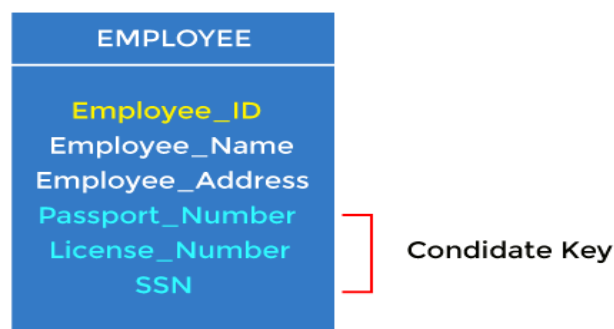 EMPLOYEE
Employee_ID
Employee_Name
Employee_Address
Passport_Number
License_Number
SSN
Condidate Key